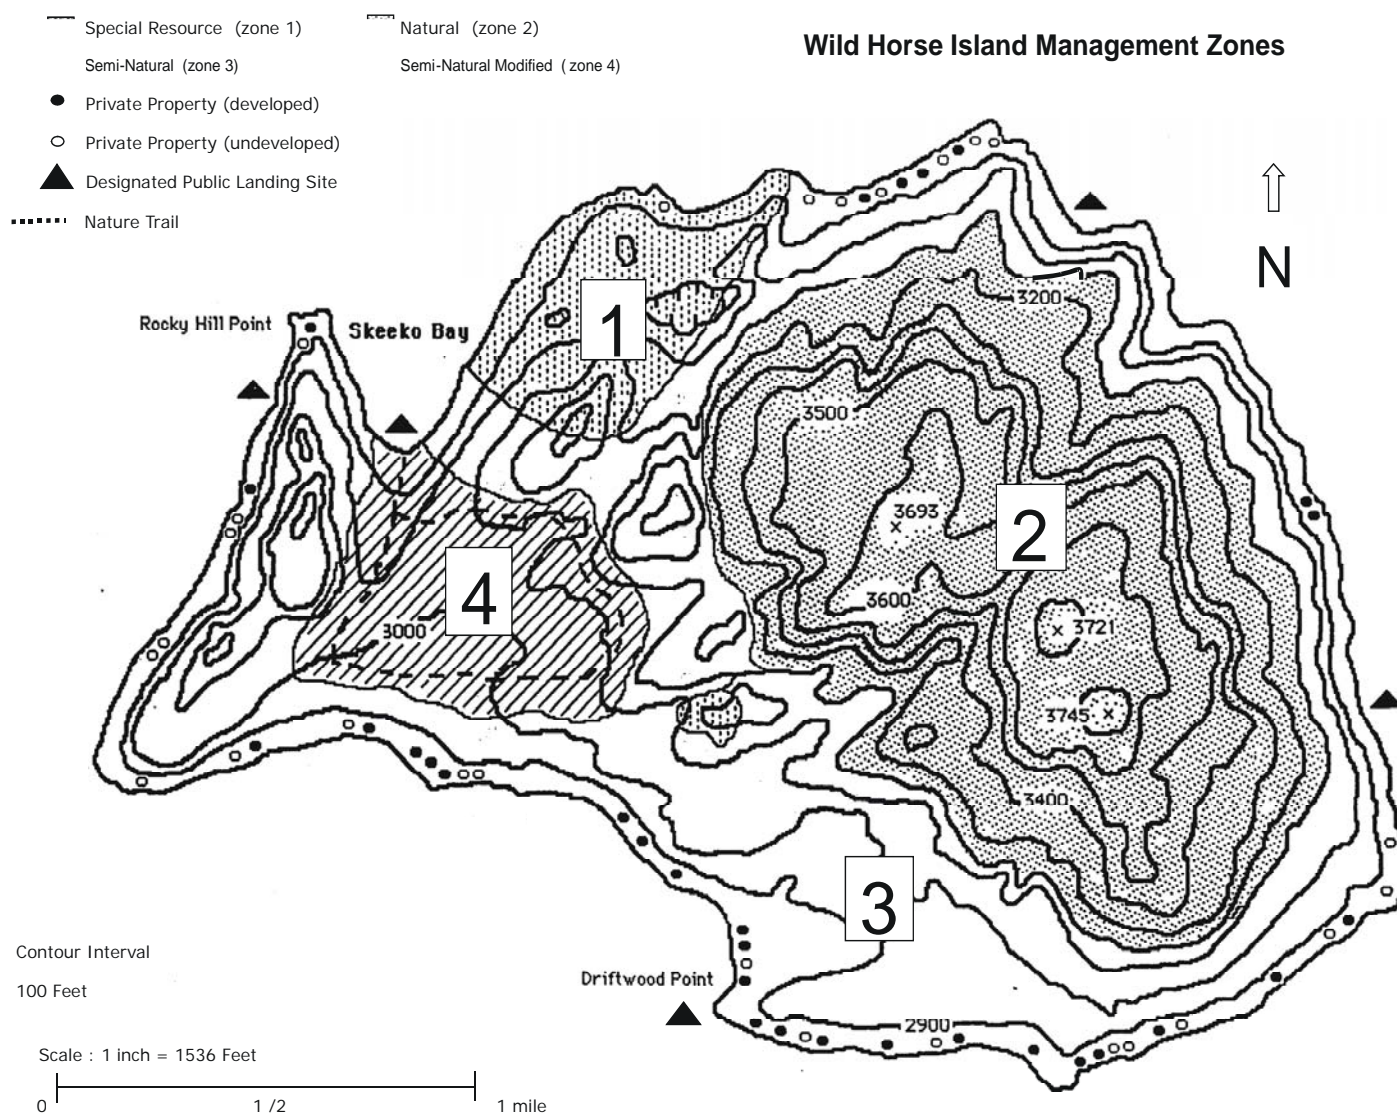 Special Resource (zone 1)
Natural (zone 2)
Wild Horse Island Management Zones
Semi-Natural (zone 3)
Semi-Natural Modified ( zone 4)
Private Property (developed)
Private Property (undeveloped)
Designated Public Landing Site
Nature Trail
N
3200
Rocky Hill Point
Skeeko Bay
1
3500
3693
2
4
3600
3000
3721
3745
3400
3
Contour Interval
100 Feet
Driftwood Point
2900
Scale : 1 inch = 1536 Feet
0 1 /2 1 mile